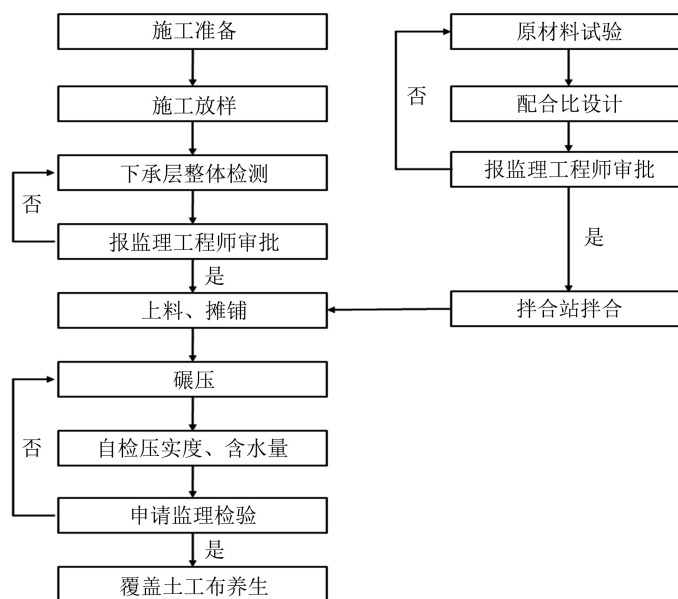 施工准备
施工放样
下承层整体检测
否
报监理工程师审批
是
上料、摊铺
碾压
自检压实度、含水量
否
申请监理检验
是
覆盖土工布养生
原材料试验
否
配合比设计
报监理工程师审批
是
拌合站拌合